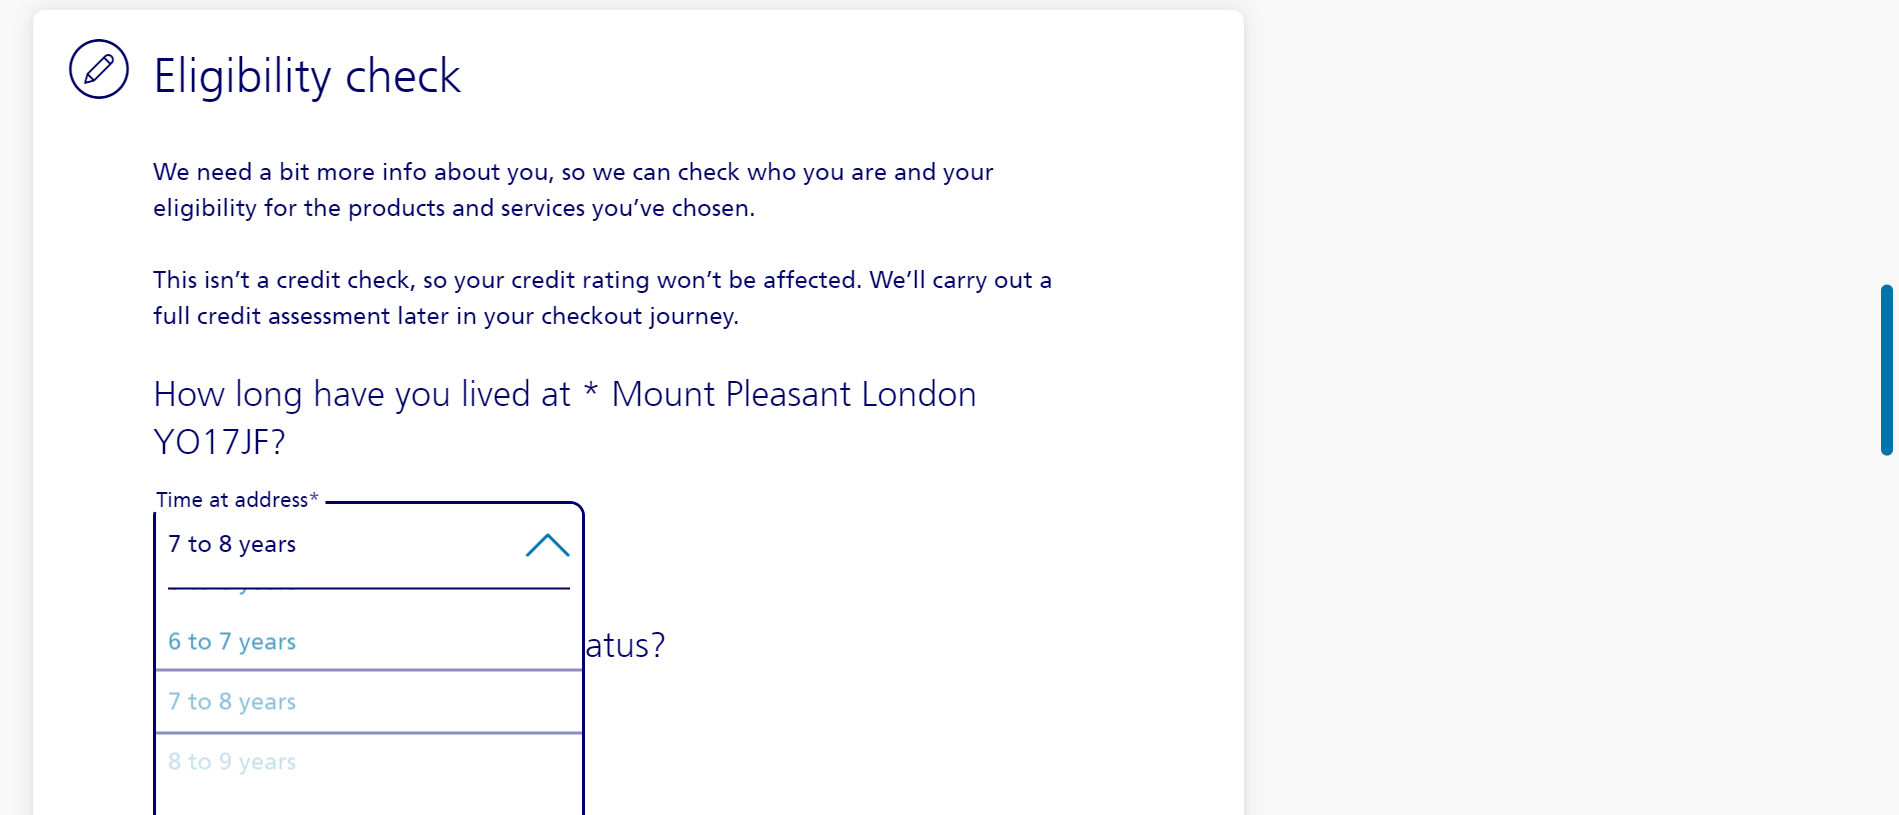 Eligibility check
We need a bit more info about you, so we can check who you are and your
eligibility for the products and services you’ve chosen.
This isn’t a credit check, so your credit rating won’t be affected. We’ll carry out a
full credit assessment later in your checkout journey.
How long have you lived at * Mount Pleasant London
YO17JF?
Time at address*
7 to 8 years
6 to 7 years
atus?
7 to 8 years
8 to 9 years